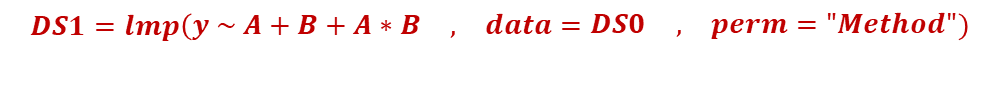 DS1 = lmp(y ~ A + B + A * B , data = DS0 , perm = "Method")